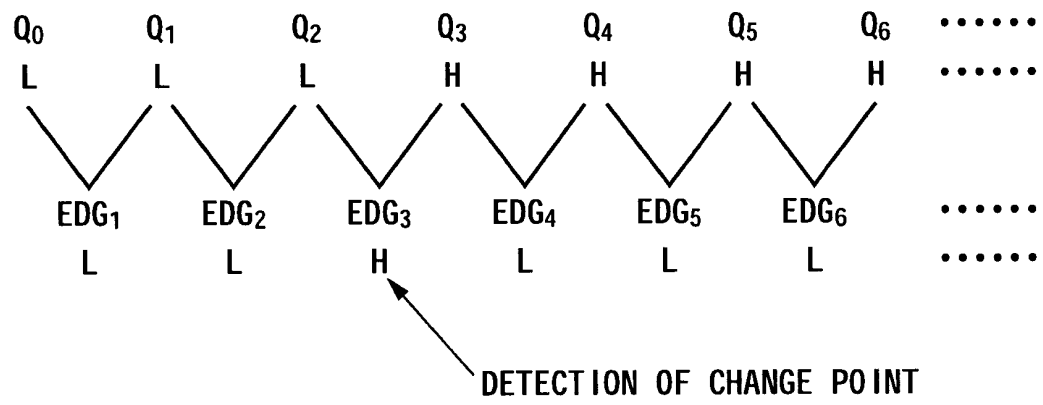 Q0 Q1 Q2 Q3 Q4 Q5 Q6 ······
L L L H H H H ······
EDG1 EDG2 EDG3 EDG4 EDG5 EDG6 ······
L L H L L L ······
DETECTION OF CHANGE POINT